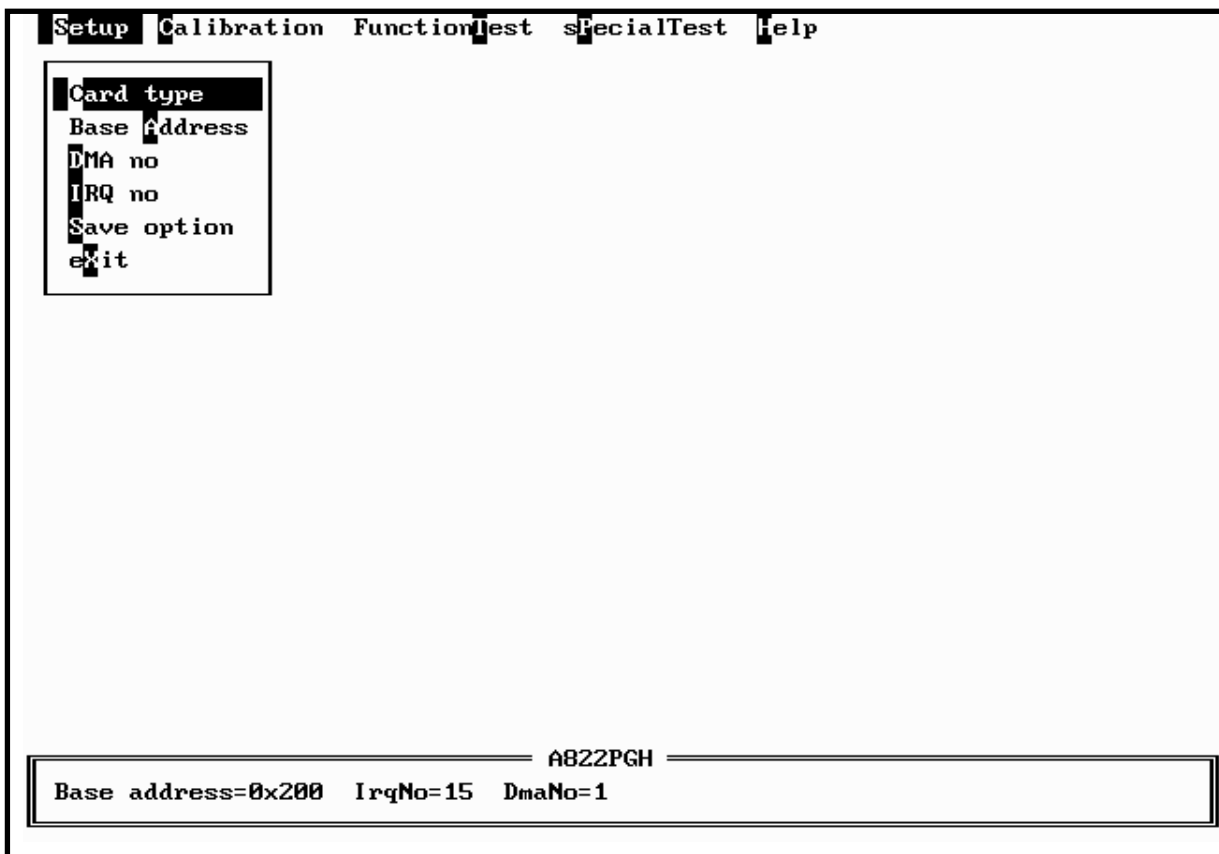 Setup Calibration FunctionTest sPecialTest Help
Card type
Base Address
DMA no
IRQ no
Save option
eXit
A822PGH
Base address=0x200 IrqNo=15 DmaNo=1